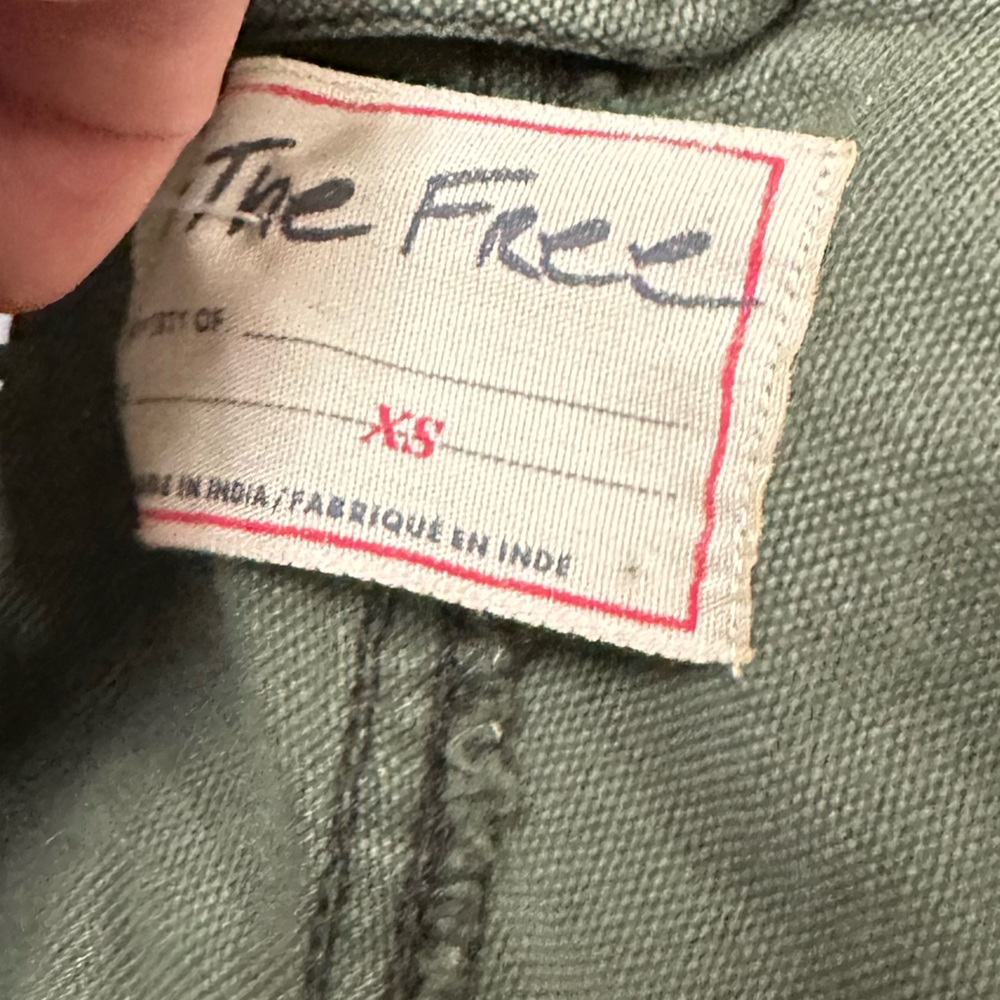 The Free
OF
XS
IN INDIA / FABRIQUÉ EN INDE